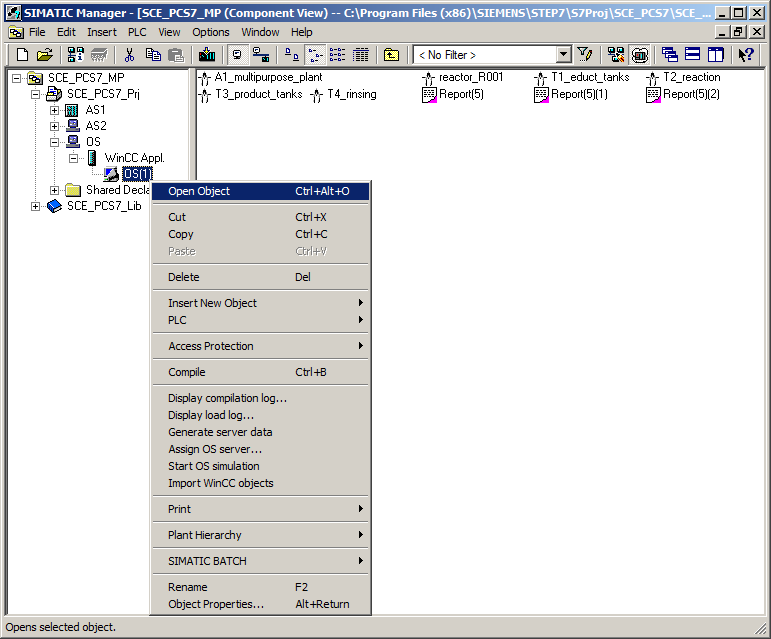 SIMATIC Manager - [SCE_PCS7_MP (Component View) -- C:\Program Files (x86)\SIEMENS\STEP7\S7Proj\SCE_PCS7\SCE_...
File Edit Insert PLC View Options Window Help
< No Filter >
SCE_PCS7_MP
SCE_PCS7_Prj
AS1
AS2
OS
WinCC Appl.
OS(1)
Shared Decla
SCE_PCS7_Lib
A1_multipurpose_plant reactor_R001 T1_educt_tanks T2_reaction
T3_product_tanks T4_rinsing Report(5) Report(5)(1) Report(5)(2)
Open Object Ctrl+Alt+O
Cut Ctrl+X
Copy Ctrl+C
Paste Ctrl+V
Delete Del
Insert New Object
PLC
Access Protection
Compile Ctrl+B
Display compilation log...
Display load log...
Generate server data
Assign OS server...
Start OS simulation
Import WinCC objects
Print
Plant Hierarchy
SIMATIC BATCH
Rename F2
Object Properties... Alt+Return
Opens selected object.